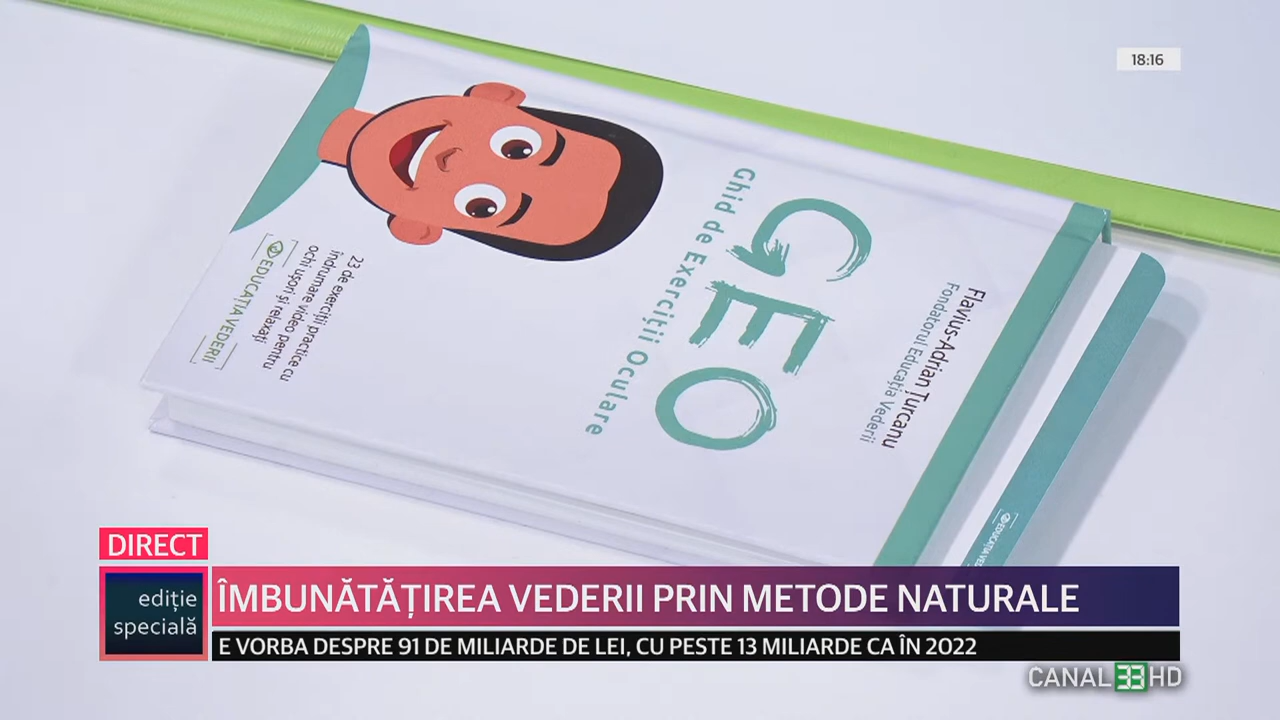 18:16
Flavius-Adrian Țurcanu
Fondatorul Educația Vederii
GEO
Ghid de Exerciții Oculare
23 de exerciții practice cu
îndrumare video pentru
ochi ușori și relaxați
EDUCAȚIA VEDERII
EDUCAȚIA
DIRECT
ediție
specială
ÎMBUNĂTĂȚIREA VEDERII PRIN METODE NATURALE
E VORBA DESPRE 91 DE MILIARDE DE LEI, CU PESTE 13 MILIARDE CA ÎN 2022
CANAL 33 HD